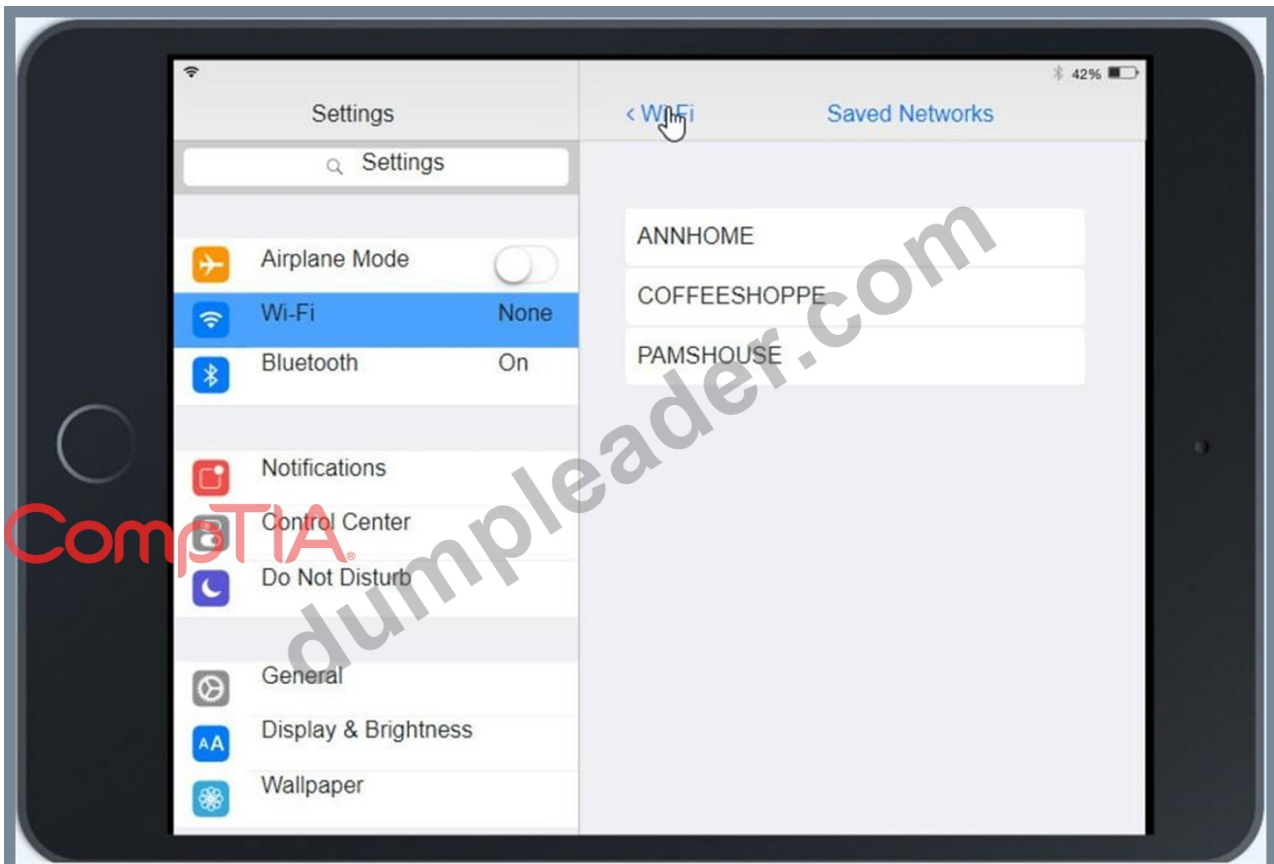 42%
Settings
< Wi-Fi
Saved Networks
Settings
Airplane Mode
Wi-Fi None
Bluetooth On
Notifications
Control Center
Do Not Disturb
General
Display & Brightness
Wallpaper
ANNHOME
COFFEESHOPPE
PAMSHOUSE
AA
CompTIA®
dumpleader.com